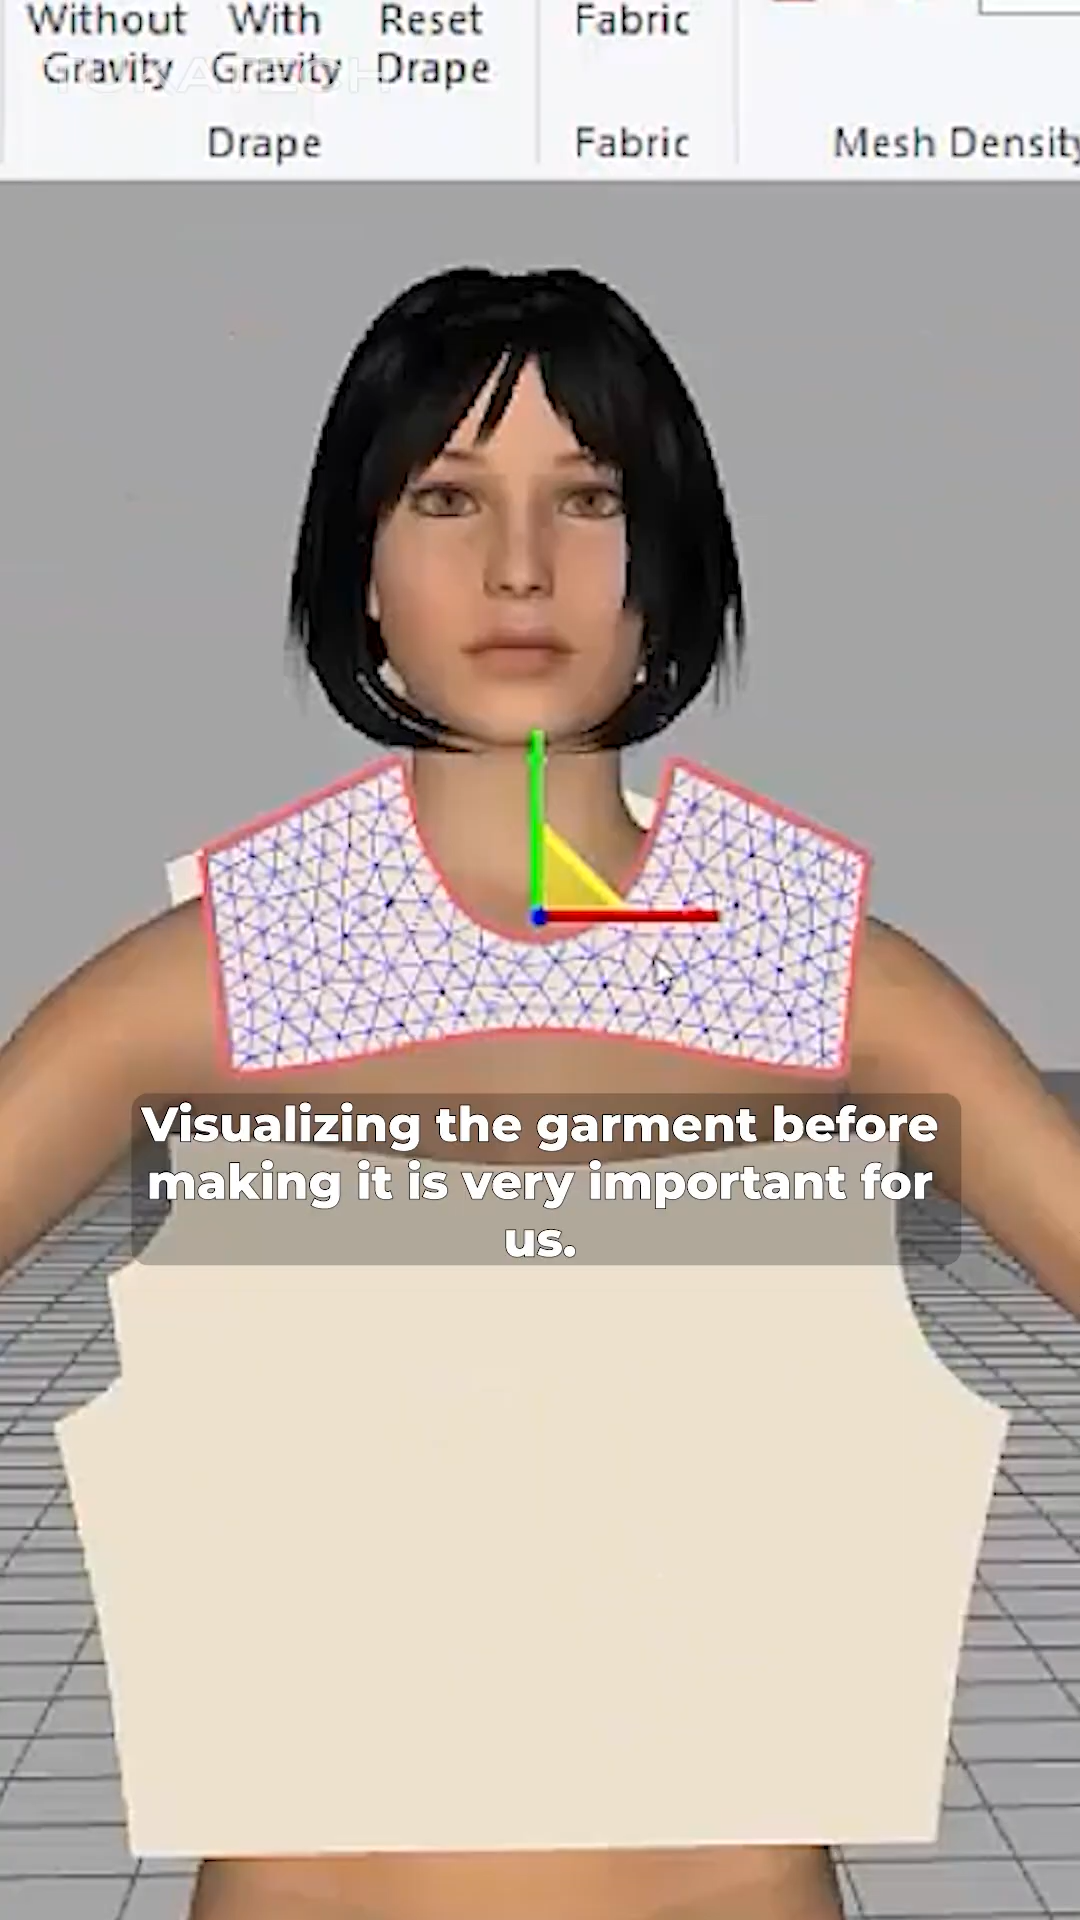 Without
Gravity
With
Gravity
Reset
Drape
Fabric
Drape
Fabric
Mesh Density
TUKATECH
Visualizing the garment before
making it is very important for
us.